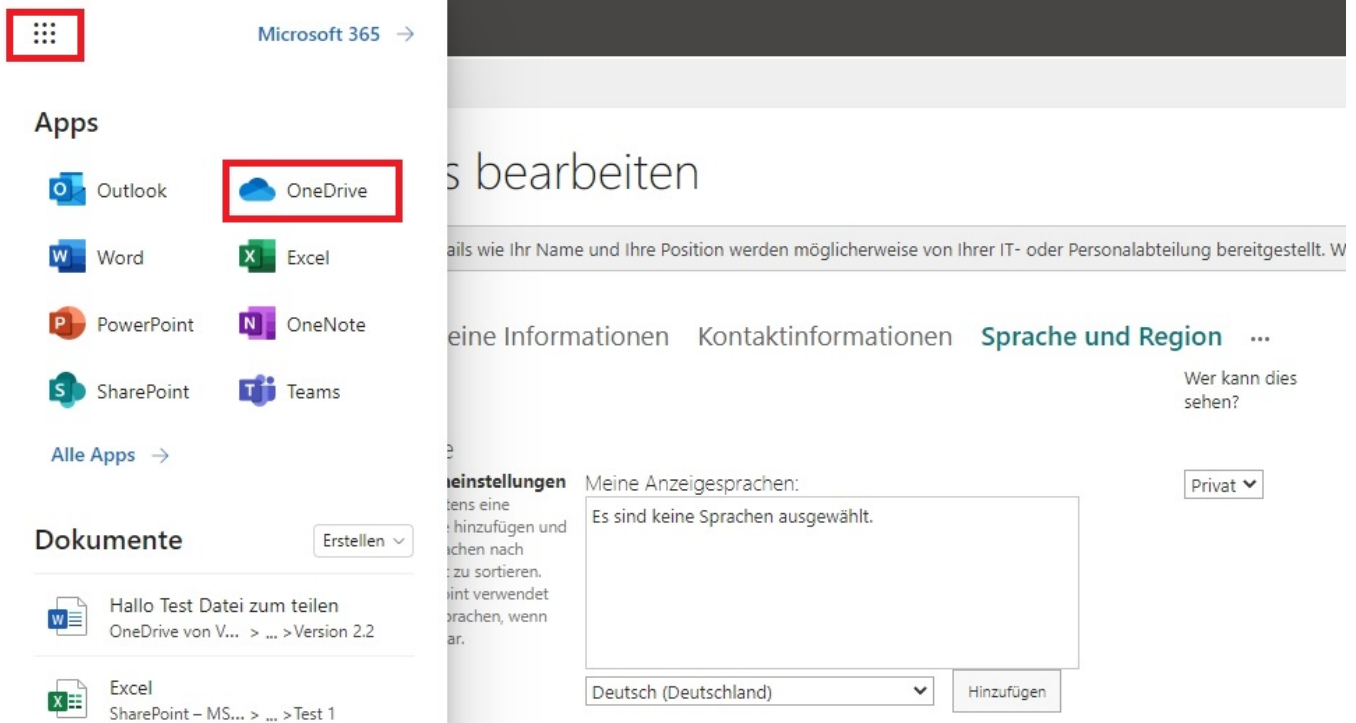 Microsoft 365 →
Apps
Outlook
OneDrive
Word
Excel
PowerPoint
OneNote
SharePoint
Teams
Alle Apps →
Dokumente
Erstellen
Hallo Test Datei zum teilen
OneDrive von V... > ... >Version 2.2
Excel
SharePoint – MS... > ... >Test 1
s bearbeiten
ails wie Ihr Name und Ihre Position werden möglicherweise von Ihrer IT- oder Personalabteilung bereitgestellt. W
eine Informationen Kontaktinformationen Sprache und Region ...
Wer kann dies
sehen?
e
neinstellungen
tens eine
hinzufügen und
achen nach
t zu sortieren.
int verwendet
rachen, wenn
ar.
Meine Anzeigesprachen:
Es sind keine Sprachen ausgewählt.
Privat
Deutsch (Deutschland)
Hinzufügen